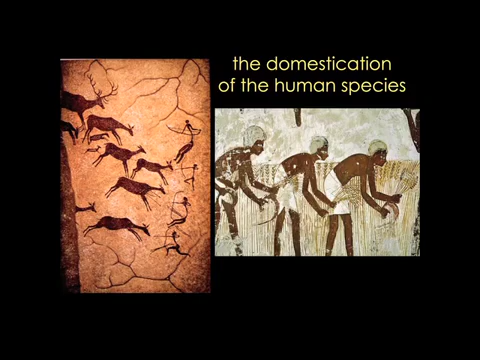 the domestication
of the human species